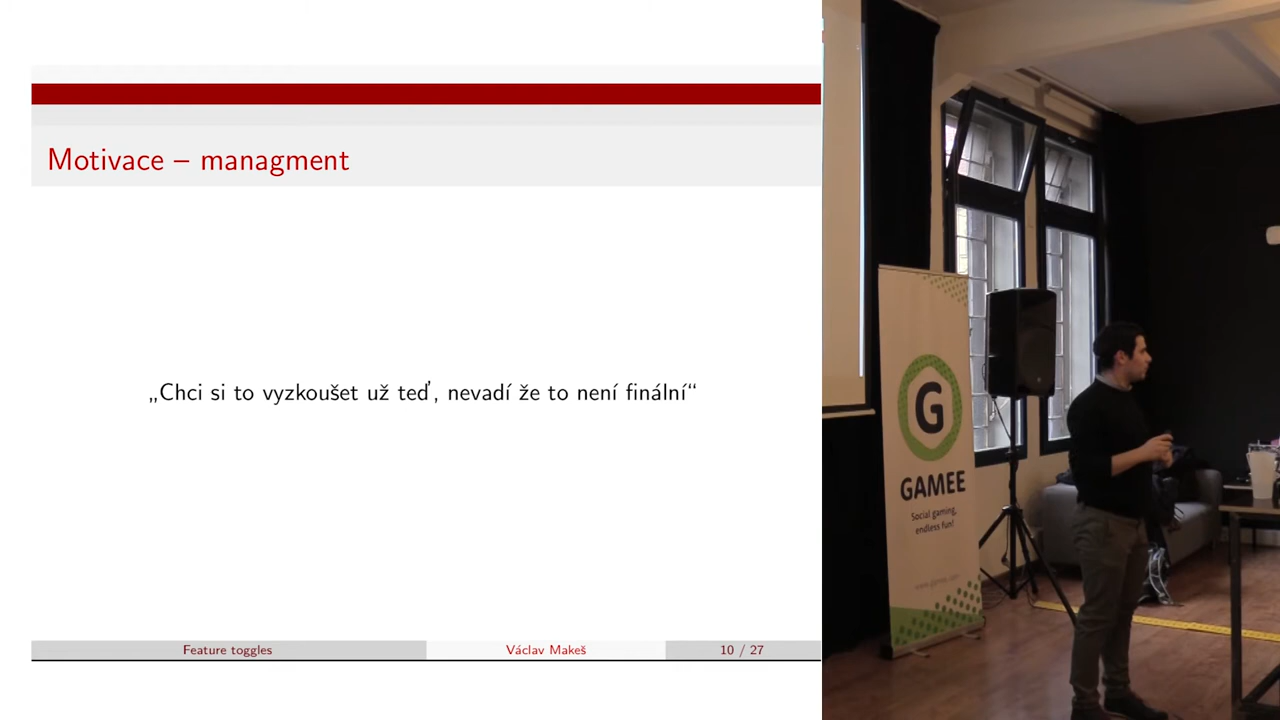 Motivace – managment
„Chci si to vyzkoušet už teď, nevadí že to není finální“
Feature toggles
Václav Makeš
10 / 27
G
GAMEE
Social gaming,
endless fun!